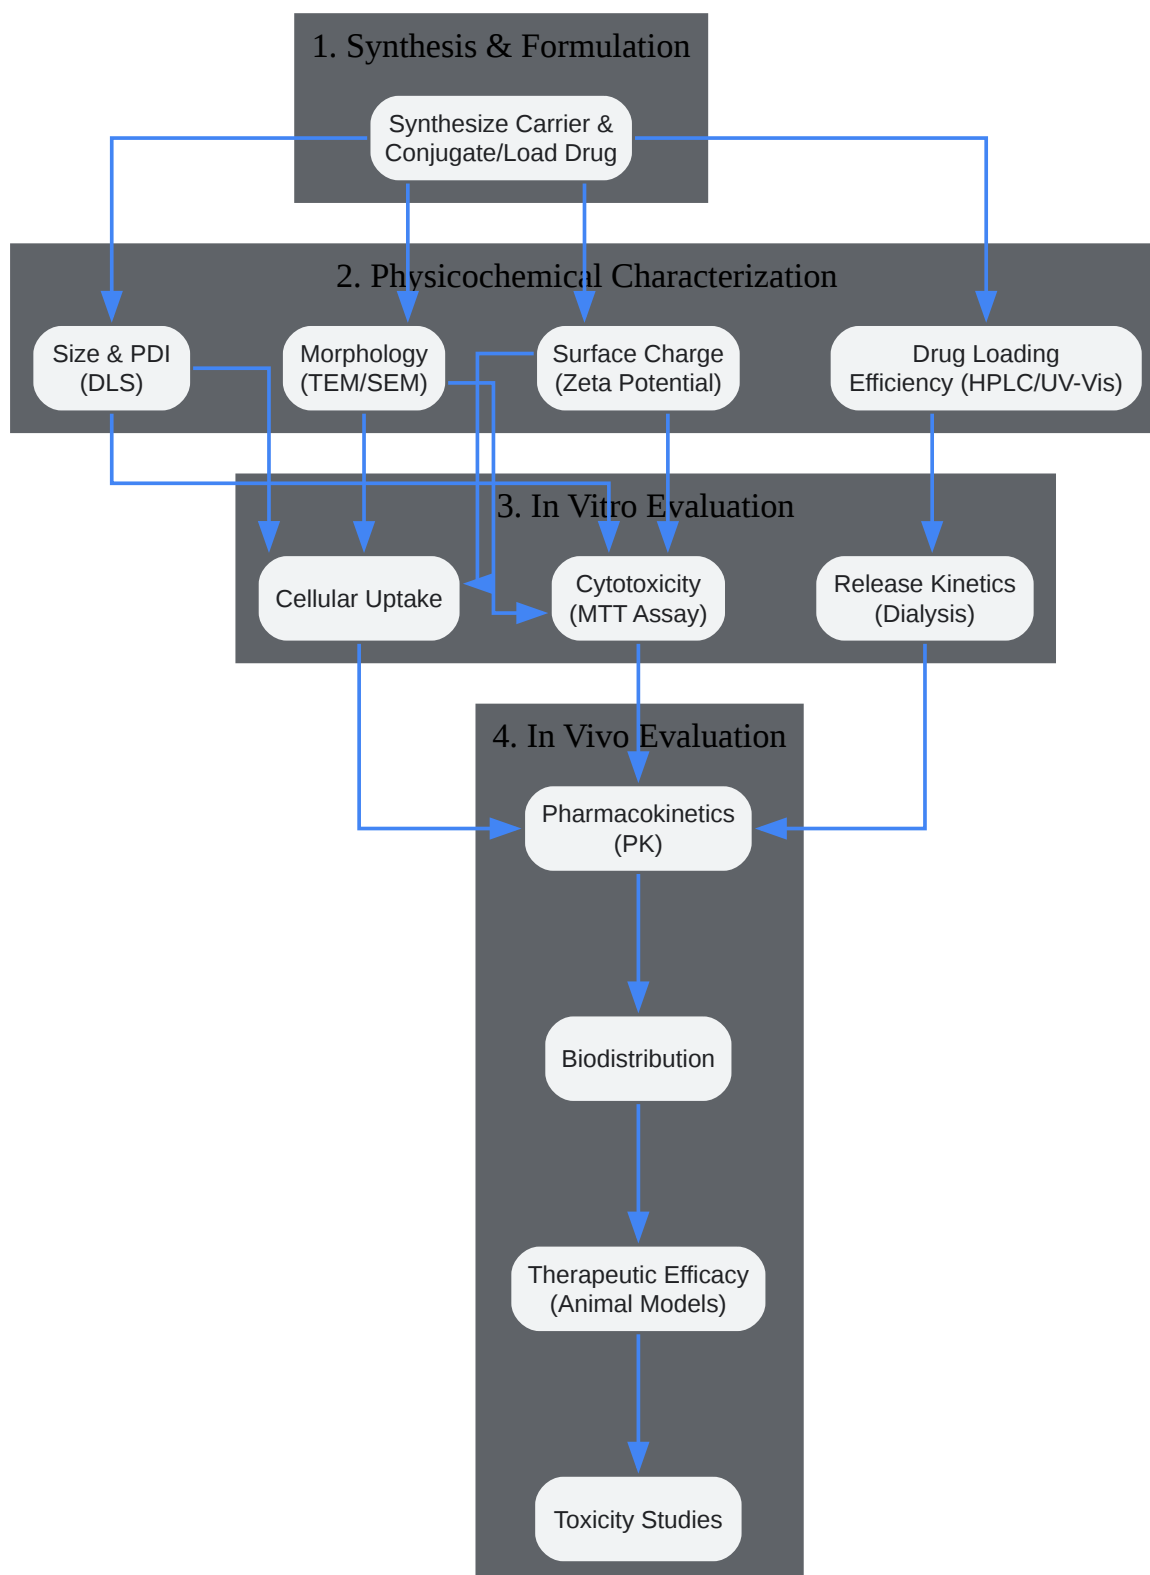 1. Synthesis & Formulation
Synthesize Carrier &
Conjugate/Load Drug
2. Physicochemical Characterization
Size & PDI
(DLS)
Morphology
(TEM/SEM)
Surface Charge
(Zeta Potential)
Drug Loading
Efficiency (HPLC/UV-Vis)
3. In Vitro Evaluation
Cellular Uptake
Cytotoxicity
(MTT Assay)
Release Kinetics
(Dialysis)
4. In Vivo Evaluation
Pharmacokinetics
(PK)
Biodistribution
Therapeutic Efficacy
(Animal Models)
Toxicity Studies